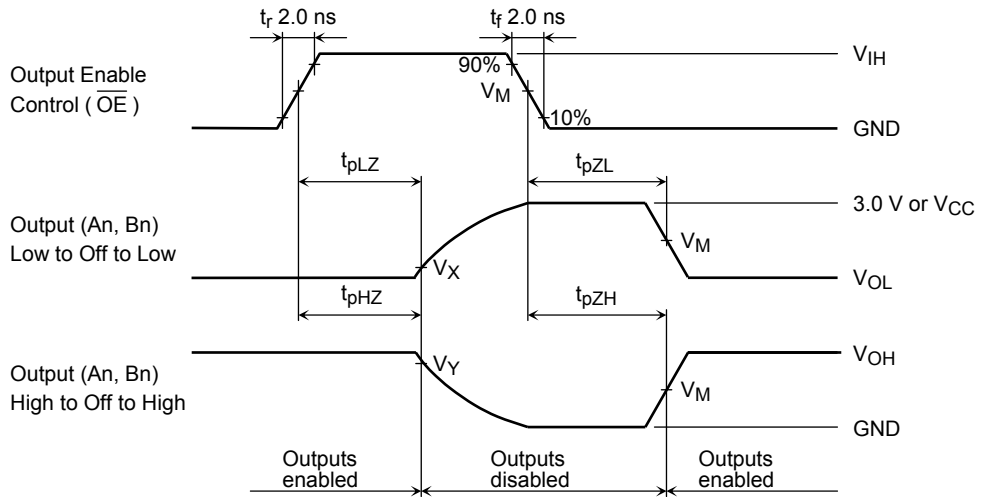 tr 2.0 ns
tf 2.0 ns
Output Enable
Control ( OE )
90%
VM
10%
VIH
GND
tpLZ
tpZL
Output (An, Bn)
Low to Off to Low
VX
VM
3.0 V or VCC
VOL
tpHZ
tpZH
Output (An, Bn)
High to Off to High
VY
VM
VOH
GND
Outputs
enabled
Outputs
disabled
Outputs
enabled